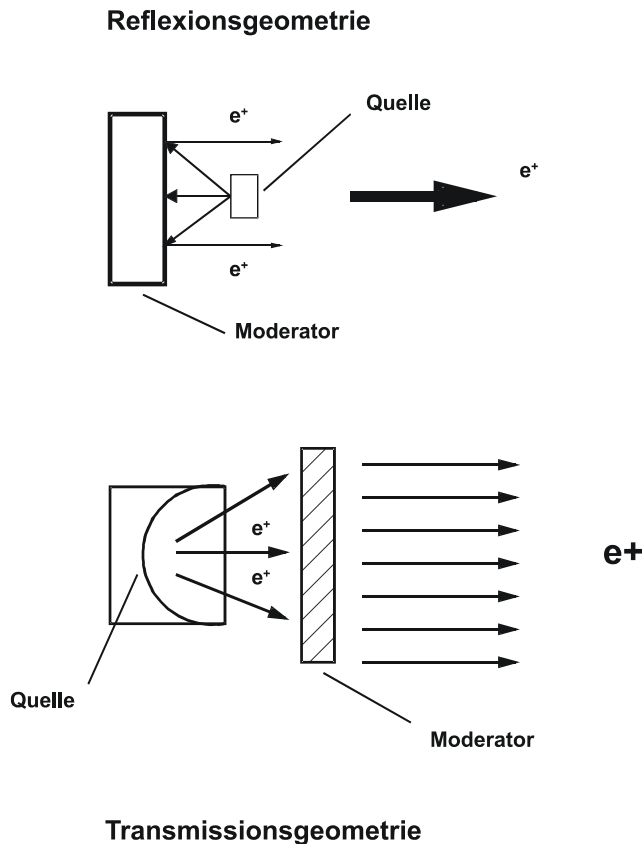 Reflexionsgeometrie
Quelle
e+
e+
e+
Moderator
e+
e+
e+
Quelle
Moderator
Transmissionsgeometrie